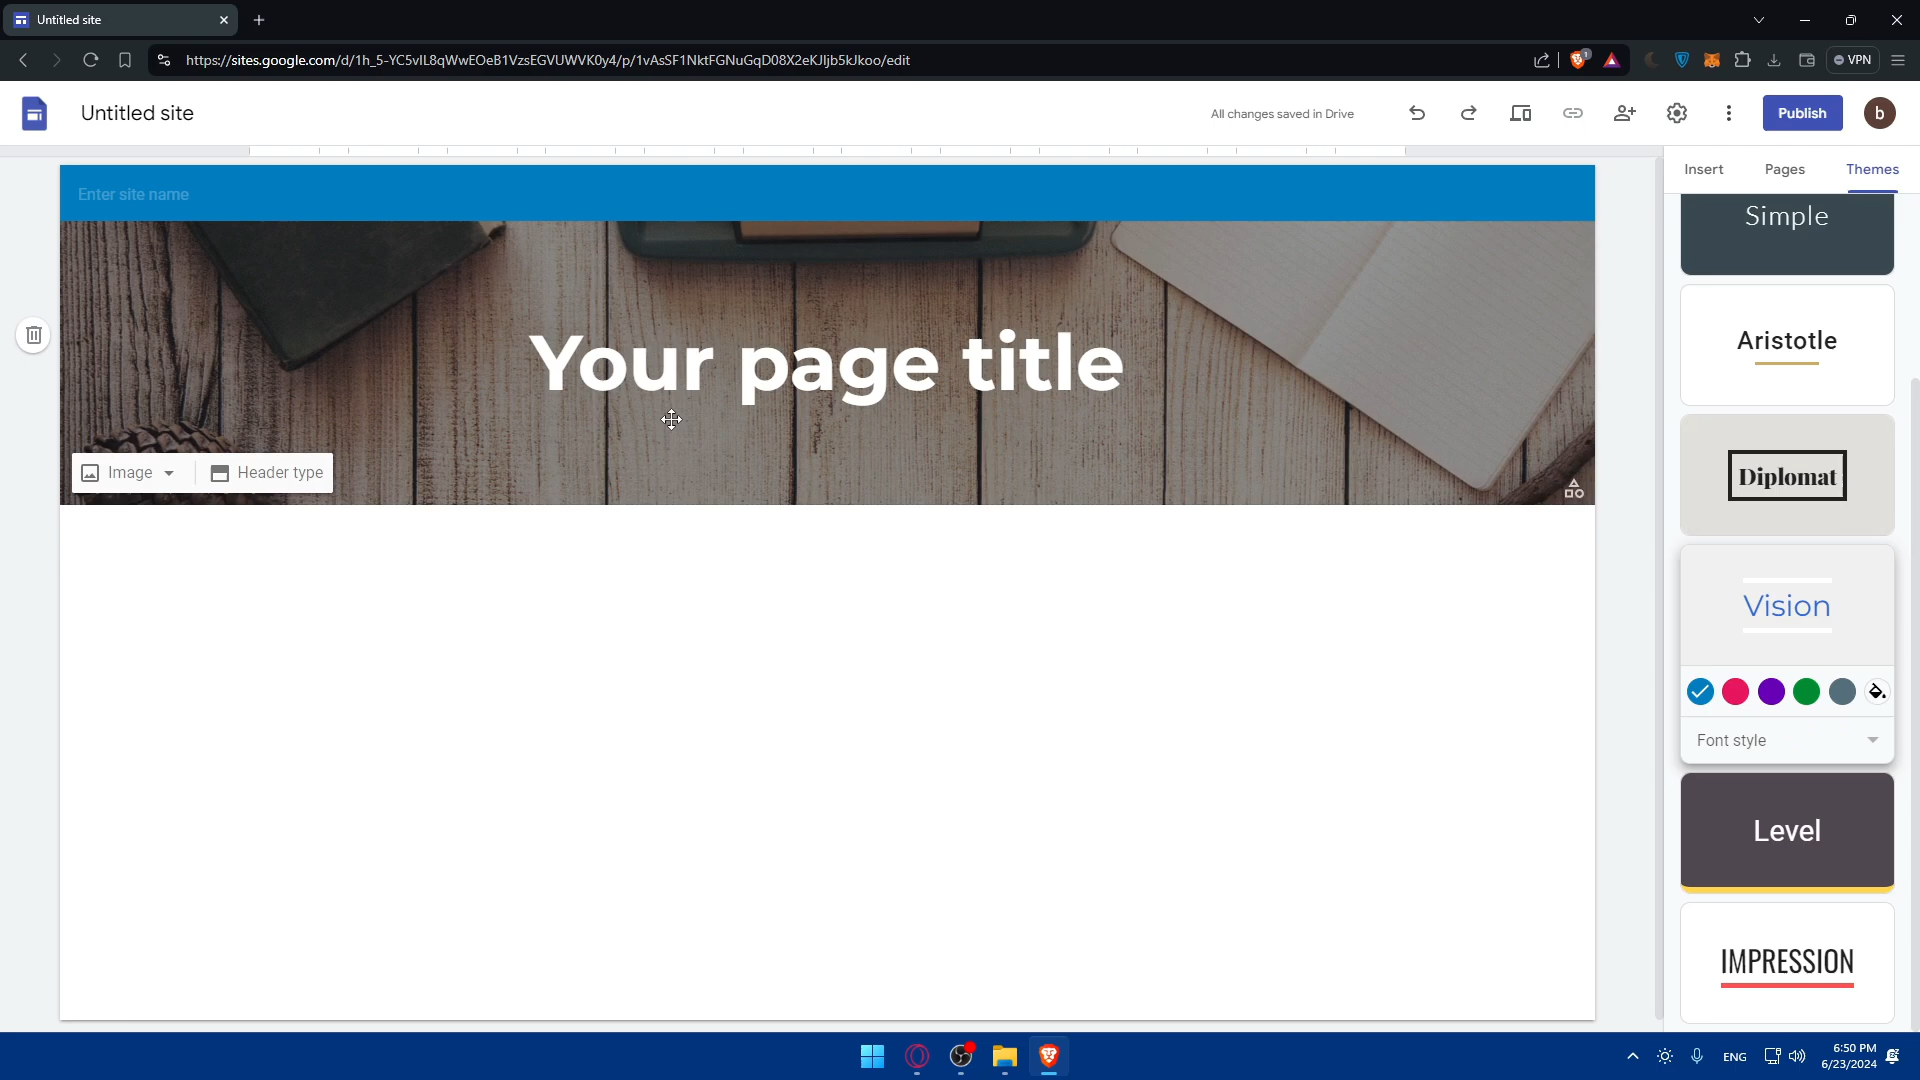 Untitled site
https://sites.google.com/d/1h_5-YC5vIL8qWwEOeB1VzsEGVUWVK0y4/p/1vAsSF1NktFGNuGqD08X2eKJIjb5kJkoo/edit
1
VPN
Untitled site
All changes saved in Drive
Publish
b
Insert
Pages
Themes
Enter site name
Simple
Your page title
Aristotle
Image
Header type
Diplomat
Vision
Font style
Level
IMPRESSION
ENG
6:50 PM
6/23/2024